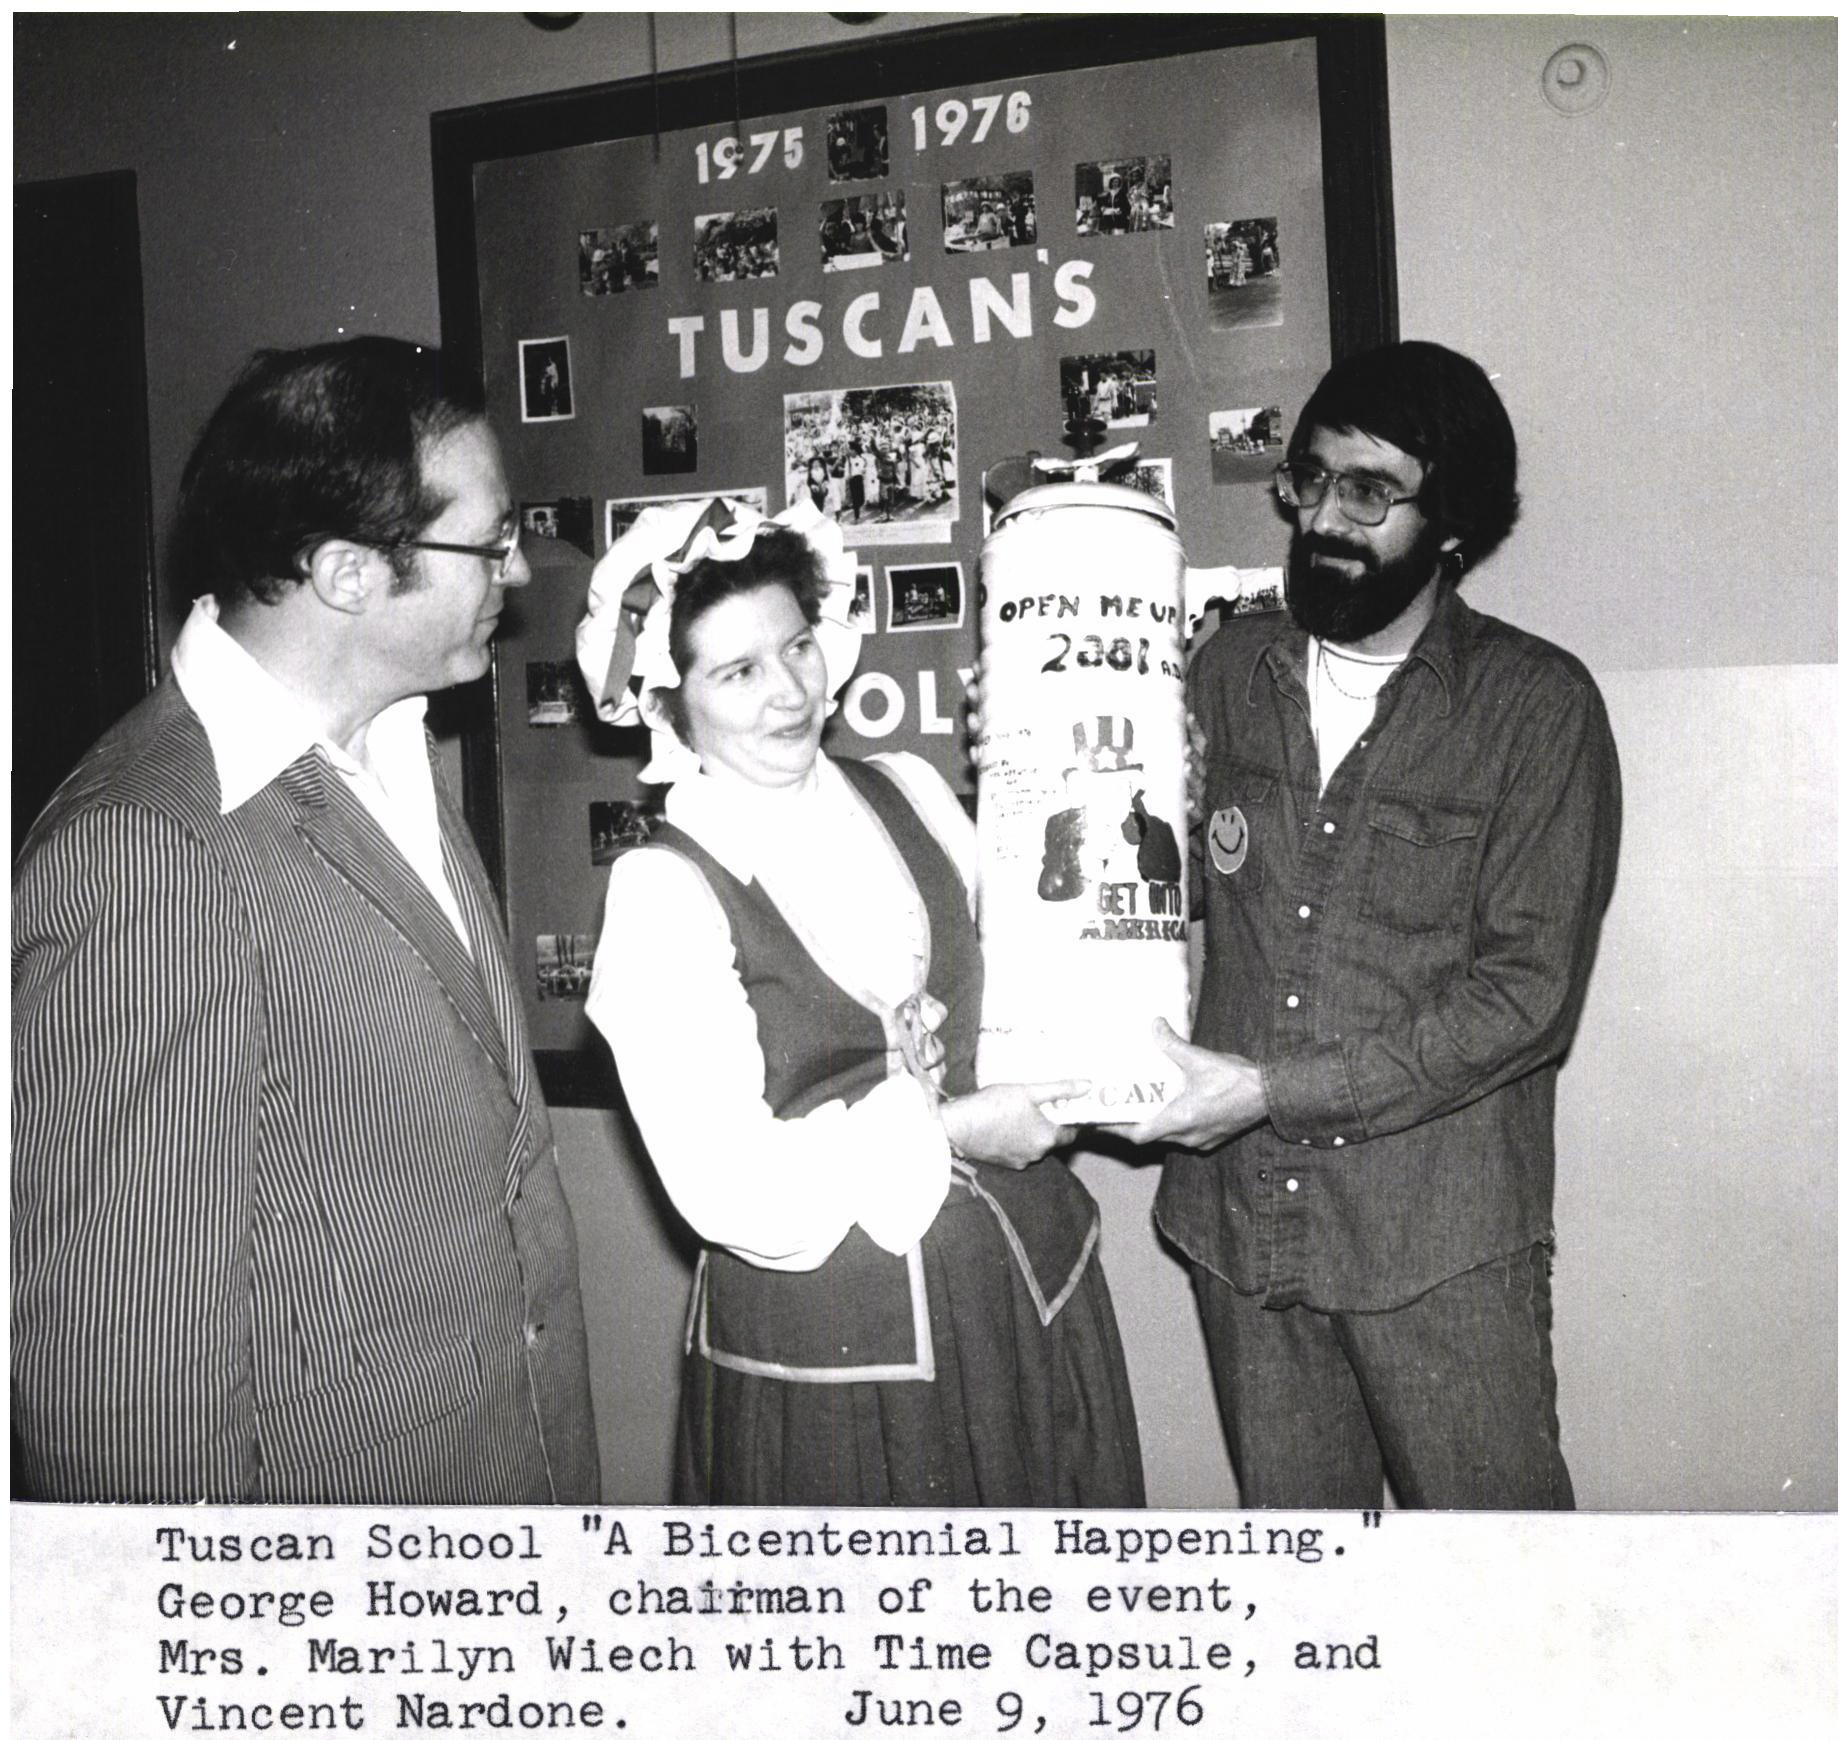 1975 1976
TUSCAN'S
OPEN ME UP
2001 A.D.
GET INTO
AMERICA
Tuscan School "A Bicentennial Happening."
George Howard, chairman of the event,
Mrs. Marilyn Wiech with Time Capsule, and
Vincent Nardone. June 9, 1976